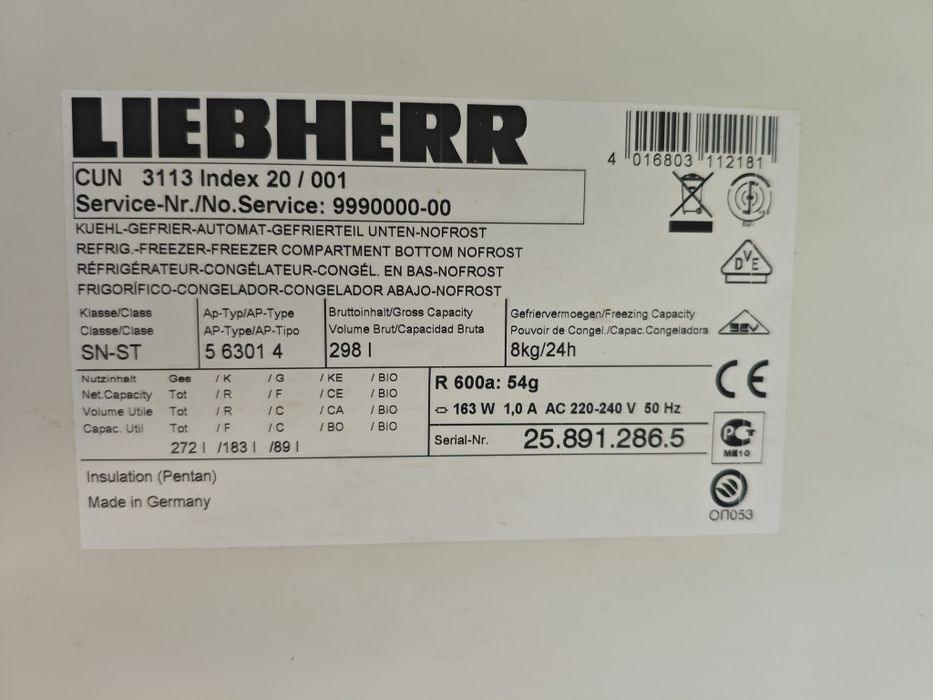 LIEBHERR
4 016803 112181
CUN 3113 Index 20 / 001
Service-Nr./No.Service: 9990000-00
KUEHL-GEFRIER-AUTOMAT-GEFRIERTEIL UNTEN-NOFROST
REFRIG.-FREEZER-FREEZER COMPARTMENT BOTTOM NOFROST
RÉFRIGÉRATEUR-CONGÉLATEUR-CONGÉL. EN BAS-NOFROST
FRIGORÍFICO-CONGELADOR-CONGELADOR ABAJO-NOFROST
DVE
SEV
Klasse/Class
Classe/Clase
SN-ST
Ap-Typ/AP-Type
AP-Type/AP-Tipo
5 6301 4
Bruttoinhalt/Gross Capacity
Volume Brut/Capacidad Bruta
298 l
Gefriervermoegen/Freezing Capacity
Pouvoir de Congel./Capac.Congeladora
8kg/24h
Nutzinhalt Ges / K / G / KE / BIO
Net.Capacity Tot / R / F / CE / BIO
Volume Utile Tot / R / C / CA / BIO
Capac. Util Tot / F / C / BO / BIO
272 l /183 l /89 l
R 600a: 54g
163 W 1,0 A AC 220-240 V 50 Hz
Serial-Nr. 25.891.286.5
CE
РСТ
ME10
ОП053
Insulation (Pentan)
Made in Germany